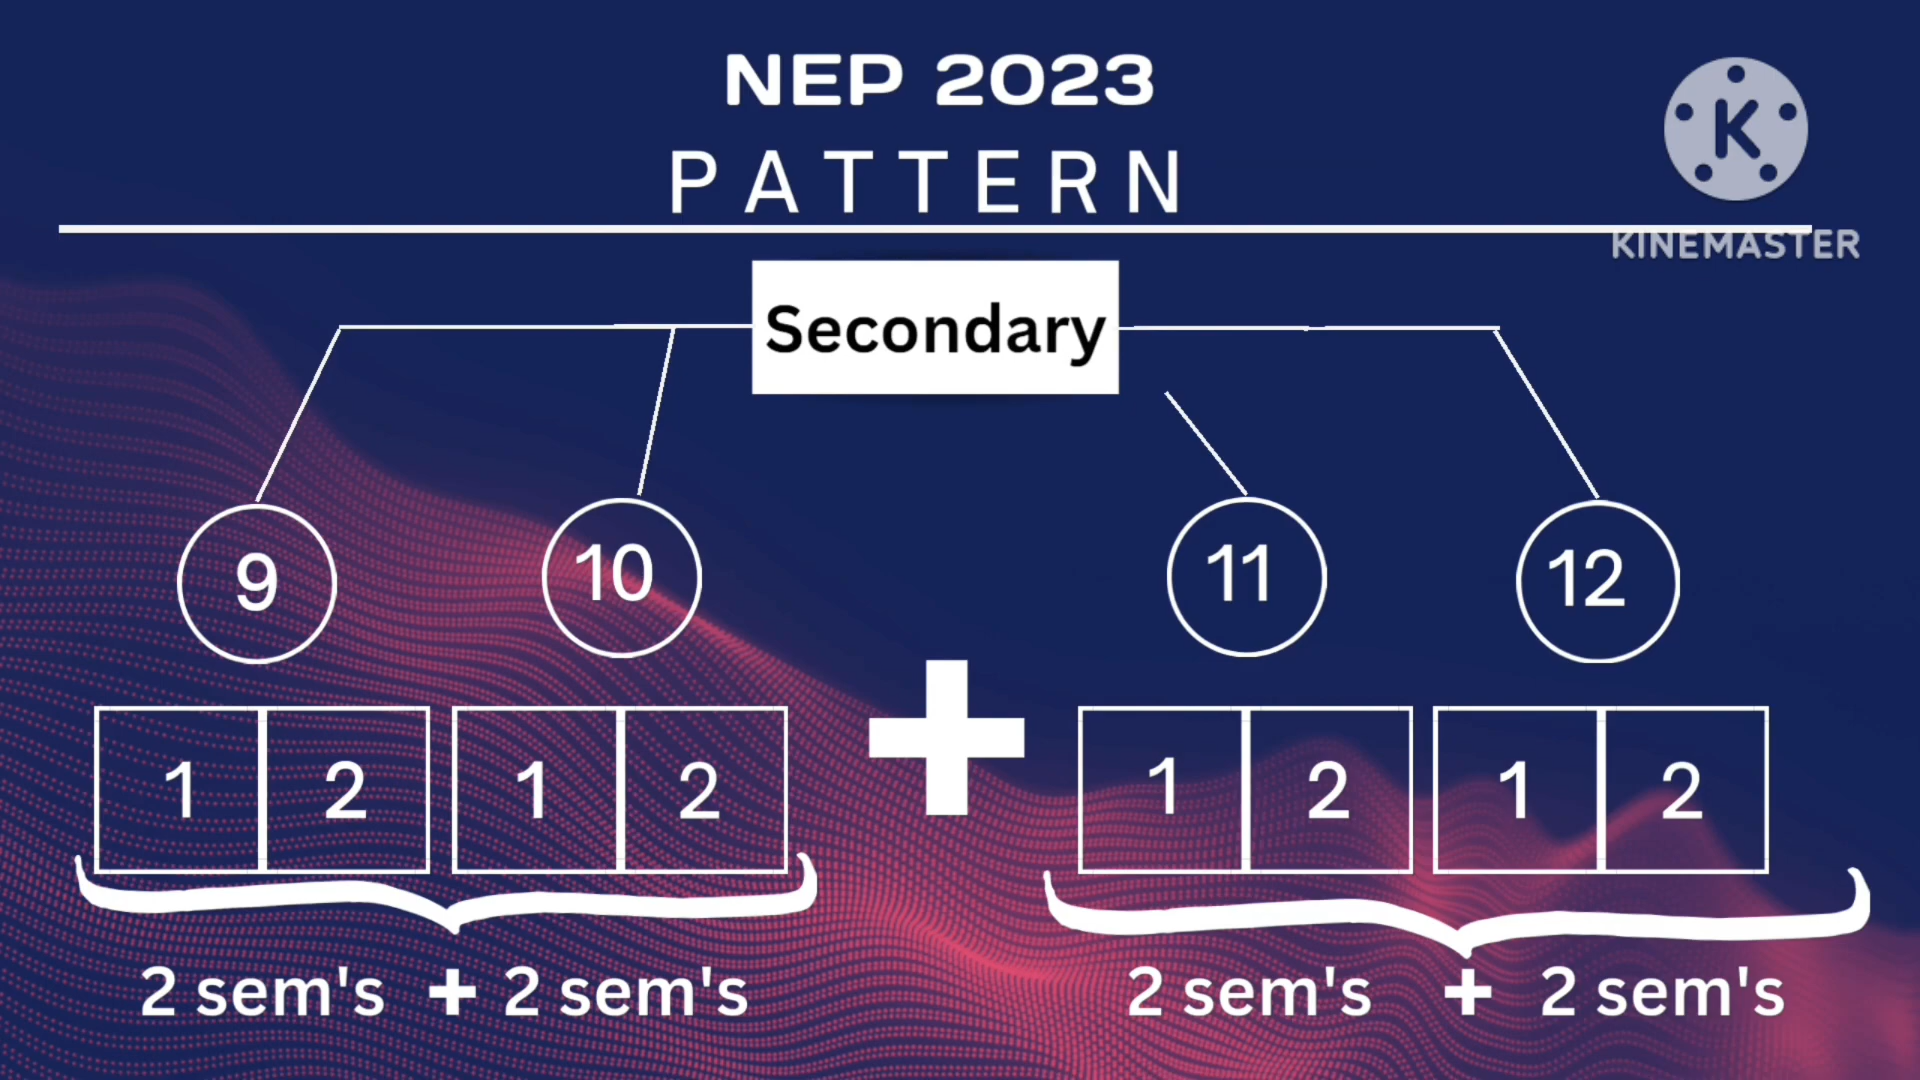 NEP 2023
PATTERN
K
KINEMASTER
Secondary
9 10 11 12
1 2 1 2 + 1 2 1 2
2 sem's + 2 sem's 2 sem's + 2 sem's